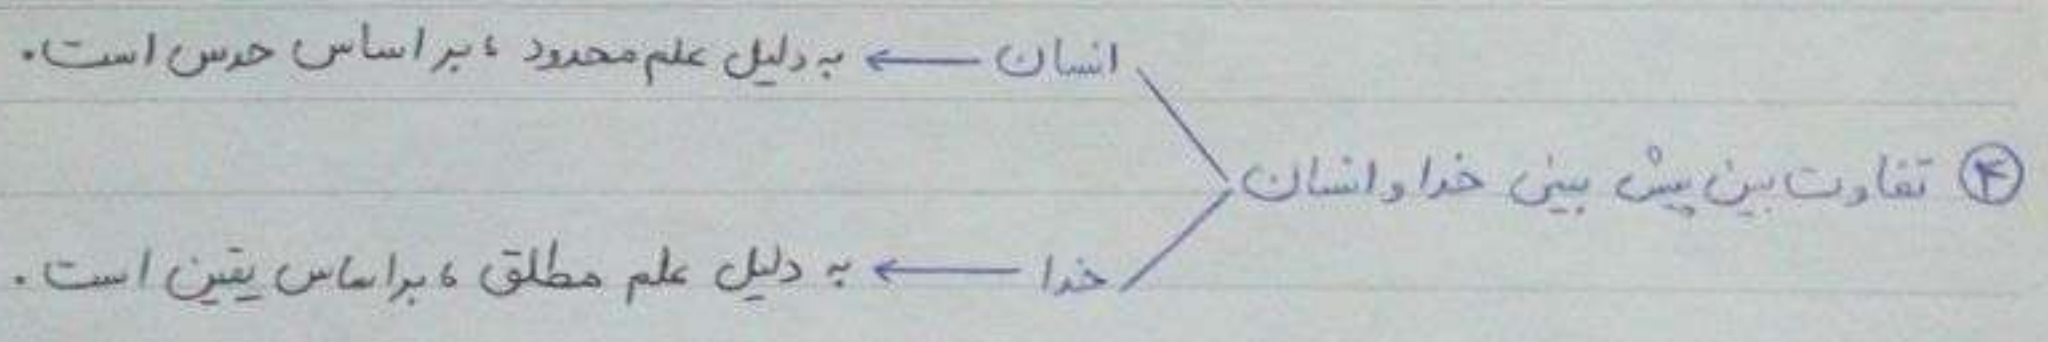 ④ تفاوت بین پیش بینی خدا و انسان
انسان ← به دلیل علم محدود ، بر اساس حدس است.
خدا ← به دلیل علم مطلق ، بر اساس یقین است.